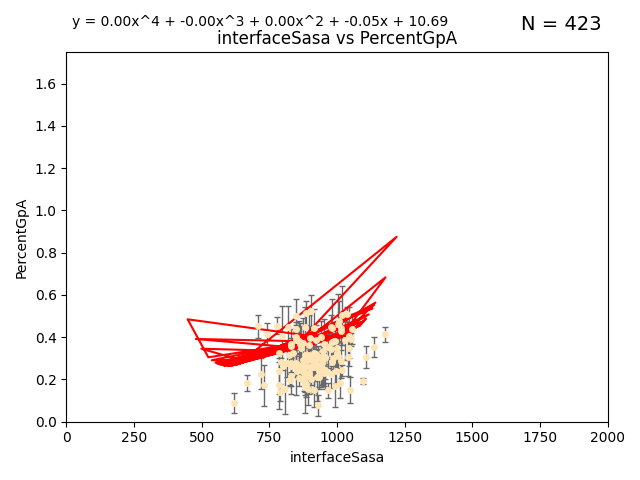 y = 0.00x^4 + -0.00x^3 + 0.00x^2 + -0.05x + 10.69
N = 423
interfaceSasa vs PercentGpA
PercentGpA
1.6
1.4
1.2
1.0
0.8
0.6
0.4
0.2
0.0
0 250 500 750 1000 1250 1500 1750 2000
interfaceSasa